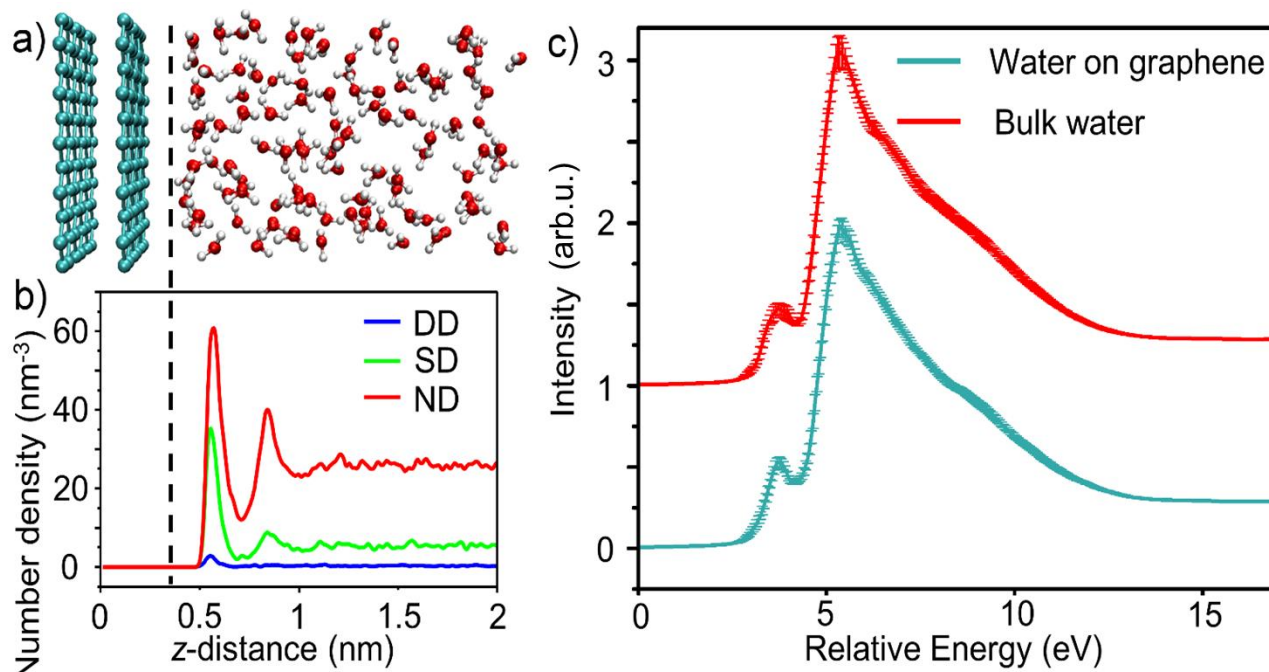 a)
b)
Number density (nm⁻³)
60
40
20
0
DD
SD
ND
0
0.5
1
1.5
2
z-distance (nm)
c)
Intensity (arb.u.)
3
2
1
0
Water on graphene
Bulk water
0
5
10
15
Relative Energy (eV)